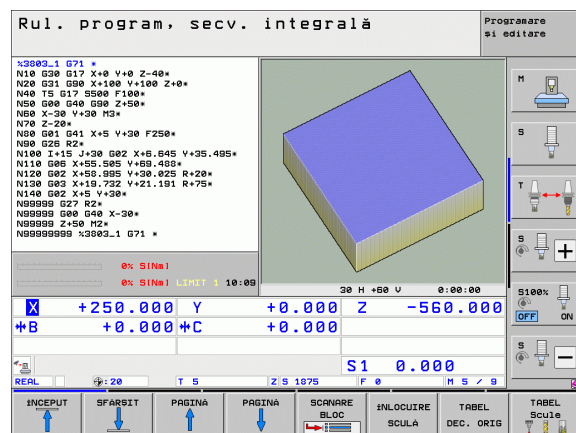 Rul. program, secv. integrală
Programare
și editare
%3803_1 G71 *
N10 G30 G17 X+0 Y+0 Z-40*
N20 G31 G90 X+100 Y+100 Z+0*
N40 T5 G17 S500 F100*
N50 G00 G40 G90 Z+50*
N60 X-30 Y+30 M3*
N70 Z-20*
N80 G01 G41 X+5 Y+30 F250*
N90 G26 R2*
N100 I+15 J+30 G02 X+6.645 Y+35.495*
N110 G06 X+55.505 Y+69.488*
N120 G02 X+58.995 Y+30.025 R+20*
N130 G03 X+19.732 Y+21.191 R+75*
N140 G02 X+5 Y+30*
N99999 G27 R2*
N99999 G00 G40 X-30*
N99999 Z+50 M2*
N99999999 %3803_1 G71 *
0% S[Nm]
0% S[Nm] LIMIT 1 10:09
30 H +60 V 0:00:00
X +250.000 Y +0.000 Z -560.000
B +0.000 C +0.000
S1 0.000
REAL : 20 T 5 Z S 1875 F 0 M 5 / 9
M
S
T
S
+
S100%
OFF ON
S
−
ÎNCEPUT
SFÂRȘIT
PAGINĂ
PAGINĂ
SCANARE
BLOC
ÎNLOCUIRE
SCULĂ
TABEL
DEC. ORIG
TABEL
Scule